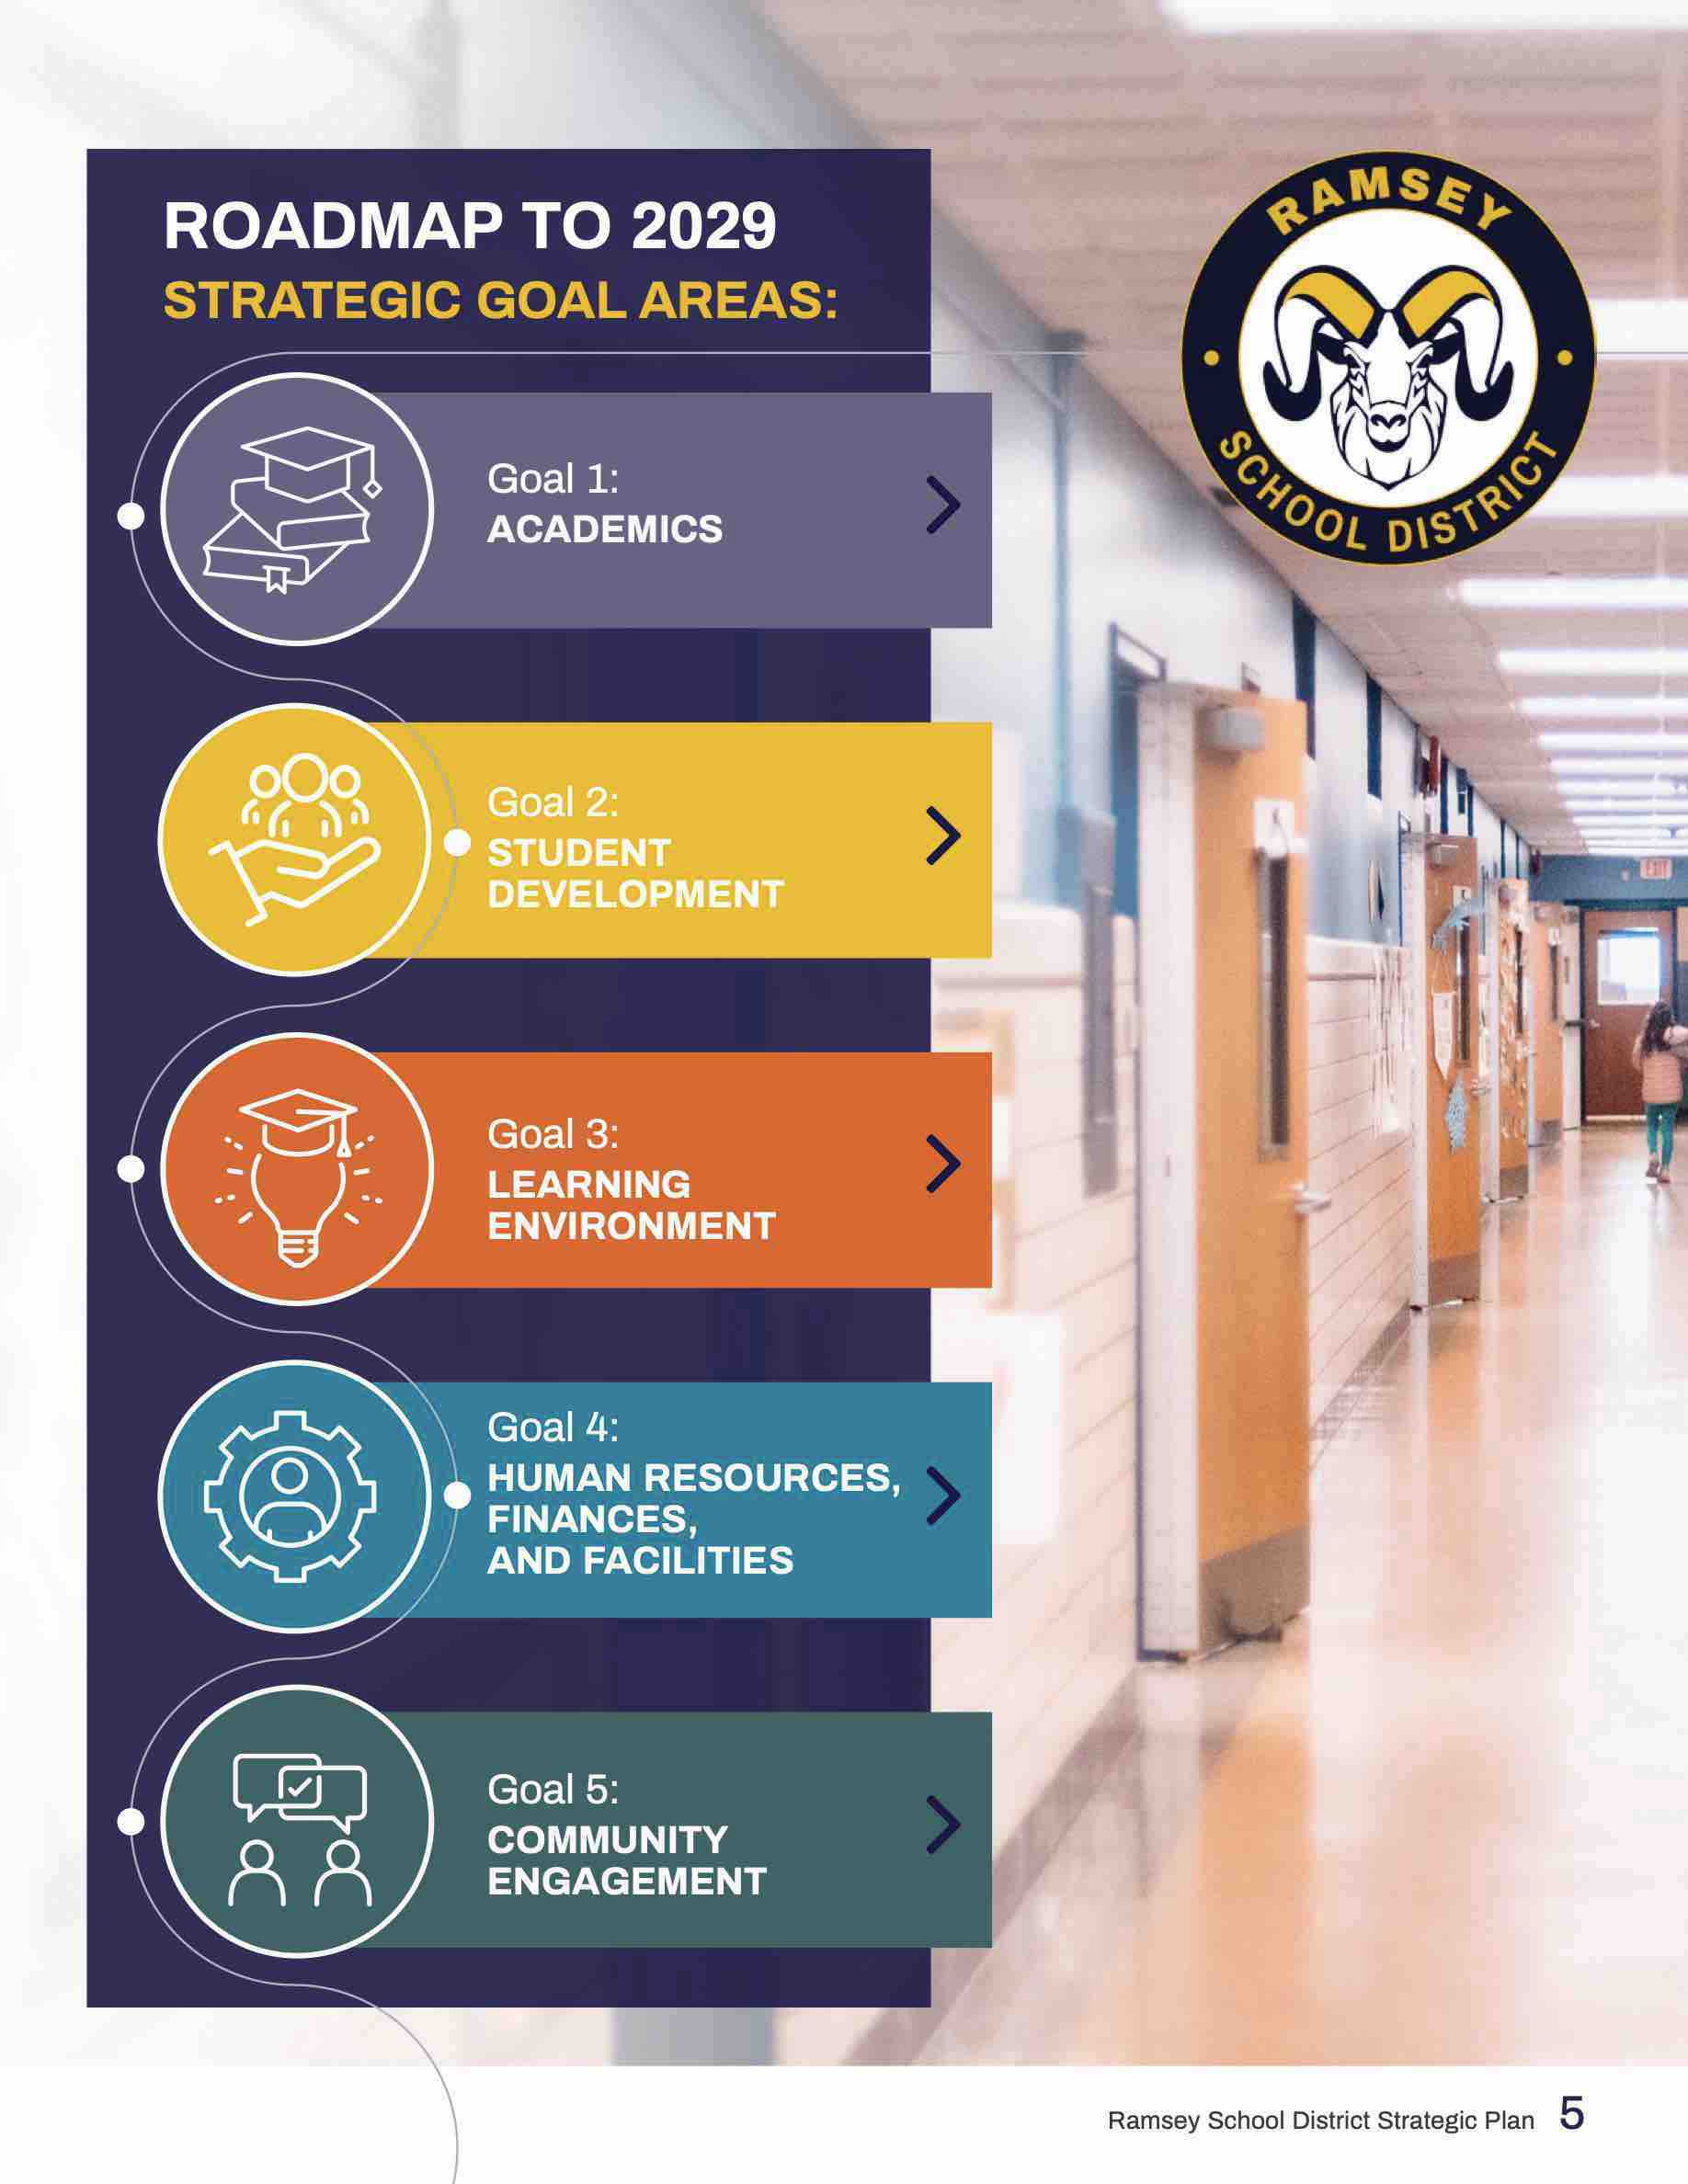 ROADMAP TO 2029
STRATEGIC GOAL AREAS:
RAMSEY
SCHOOL DISTRICT
Goal 1:
ACADEMICS
Goal 2:
STUDENT
DEVELOPMENT
Goal 3:
LEARNING
ENVIRONMENT
Goal 4:
HUMAN RESOURCES,
FINANCES,
AND FACILITIES
Goal 5:
COMMUNITY
ENGAGEMENT
EXIT
Ramsey School District Strategic Plan 5